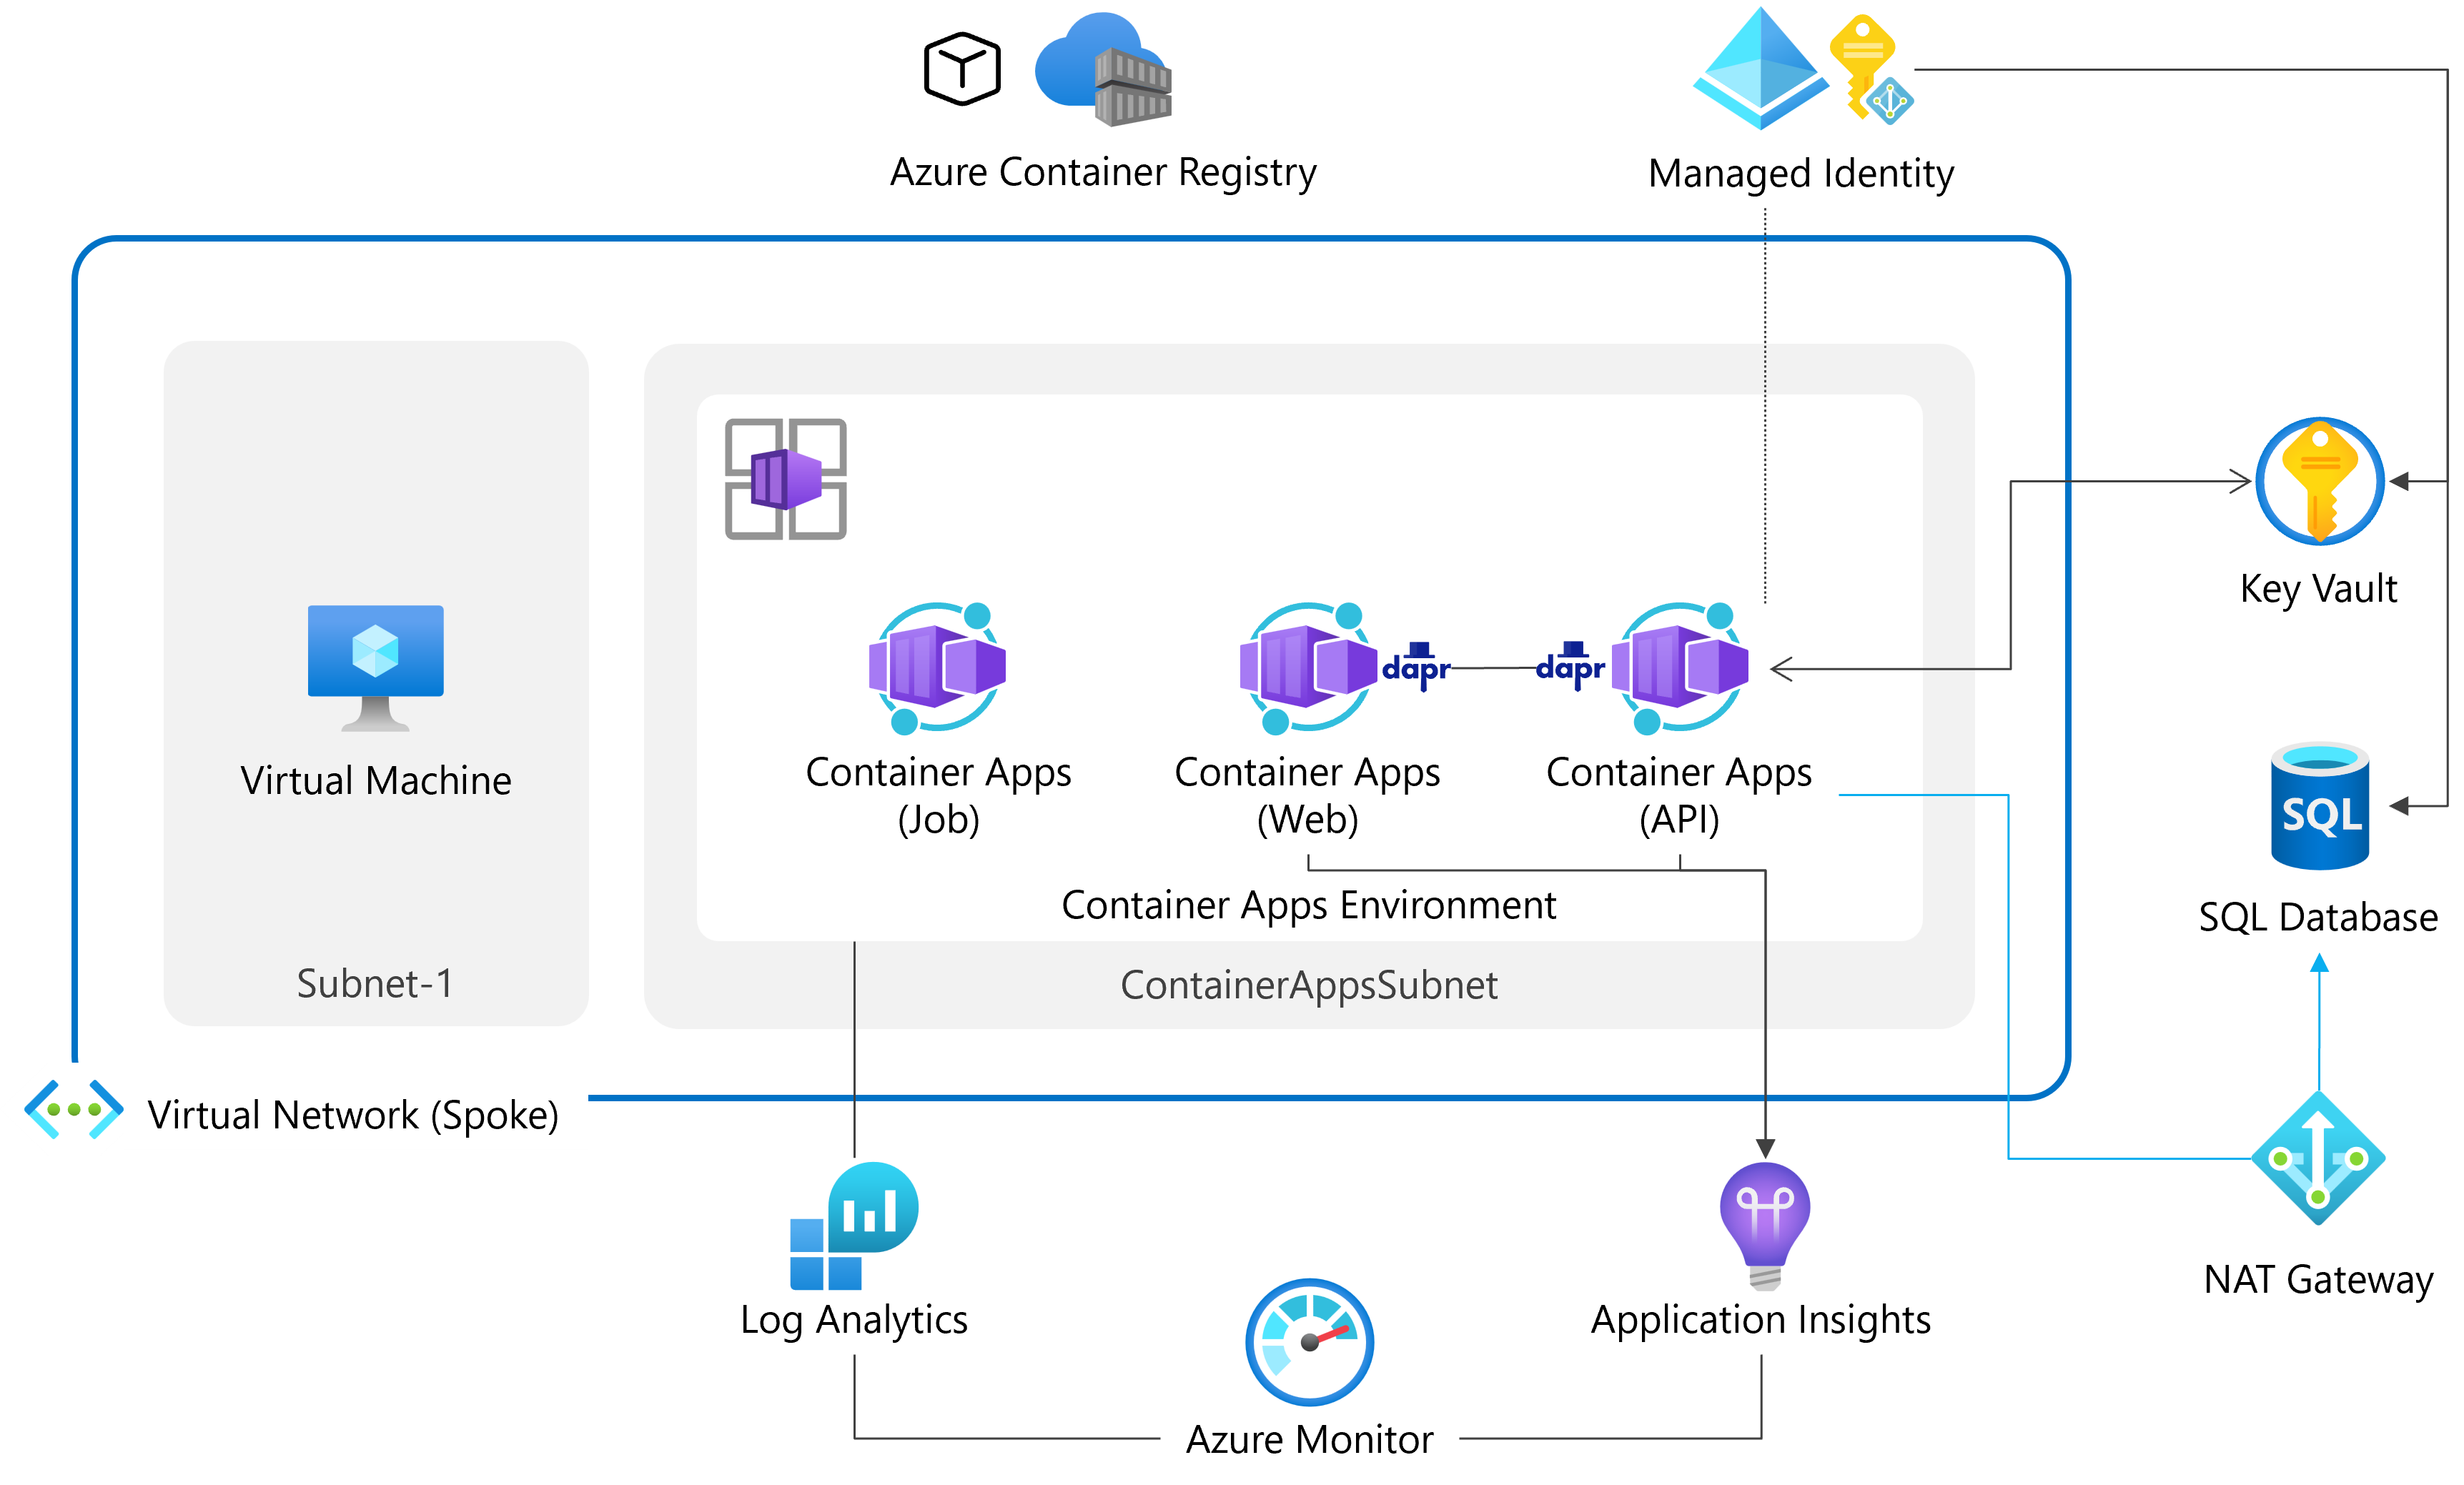 Azure Container Registry
Managed Identity
Key Vault
dapr
dapr
Virtual Machine
Container Apps
(Job)
Container Apps
(Web)
Container Apps
(API)
SQL
SQL Database
Container Apps Environment
Subnet-1
ContainerAppsSubnet
Virtual Network (Spoke)
Log Analytics
Application Insights
NAT Gateway
Azure Monitor